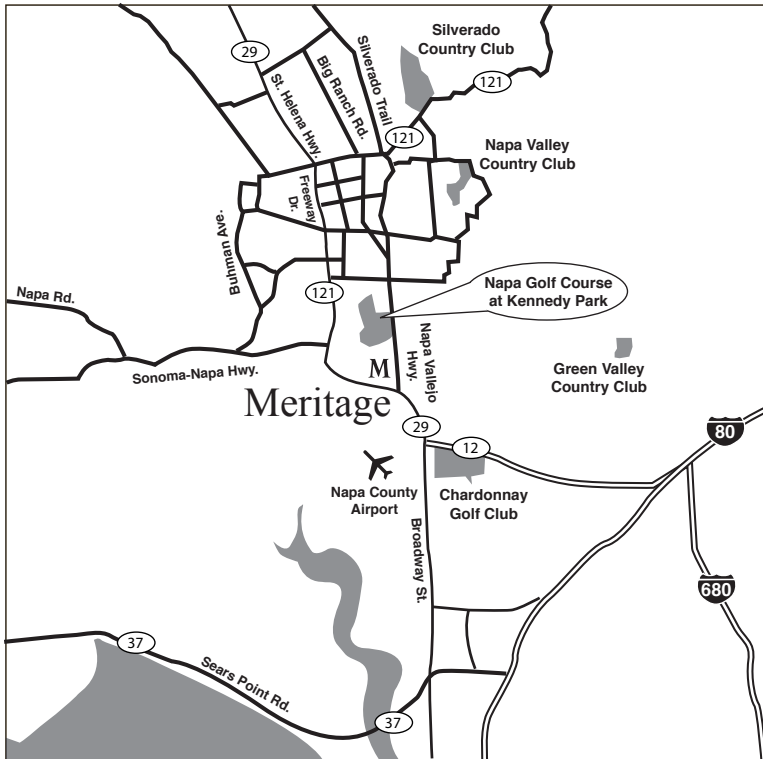 Silverado
Country Club
29
Silverado Trail
Big Ranch Rd.
121
St. Helena Hwy.
121
Napa Valley
Country Club
Freeway
Dr.
Buhman Ave.
Napa Golf Course
at Kennedy Park
Napa Rd.
121
Napa Vallejo
Hwy.
Green Valley
Country Club
Sonoma-Napa Hwy.
M
Meritage
29
80
12
Napa County
Airport
Chardonnay
Golf Club
Broadway St.
680
37
Sears Point Rd.
37